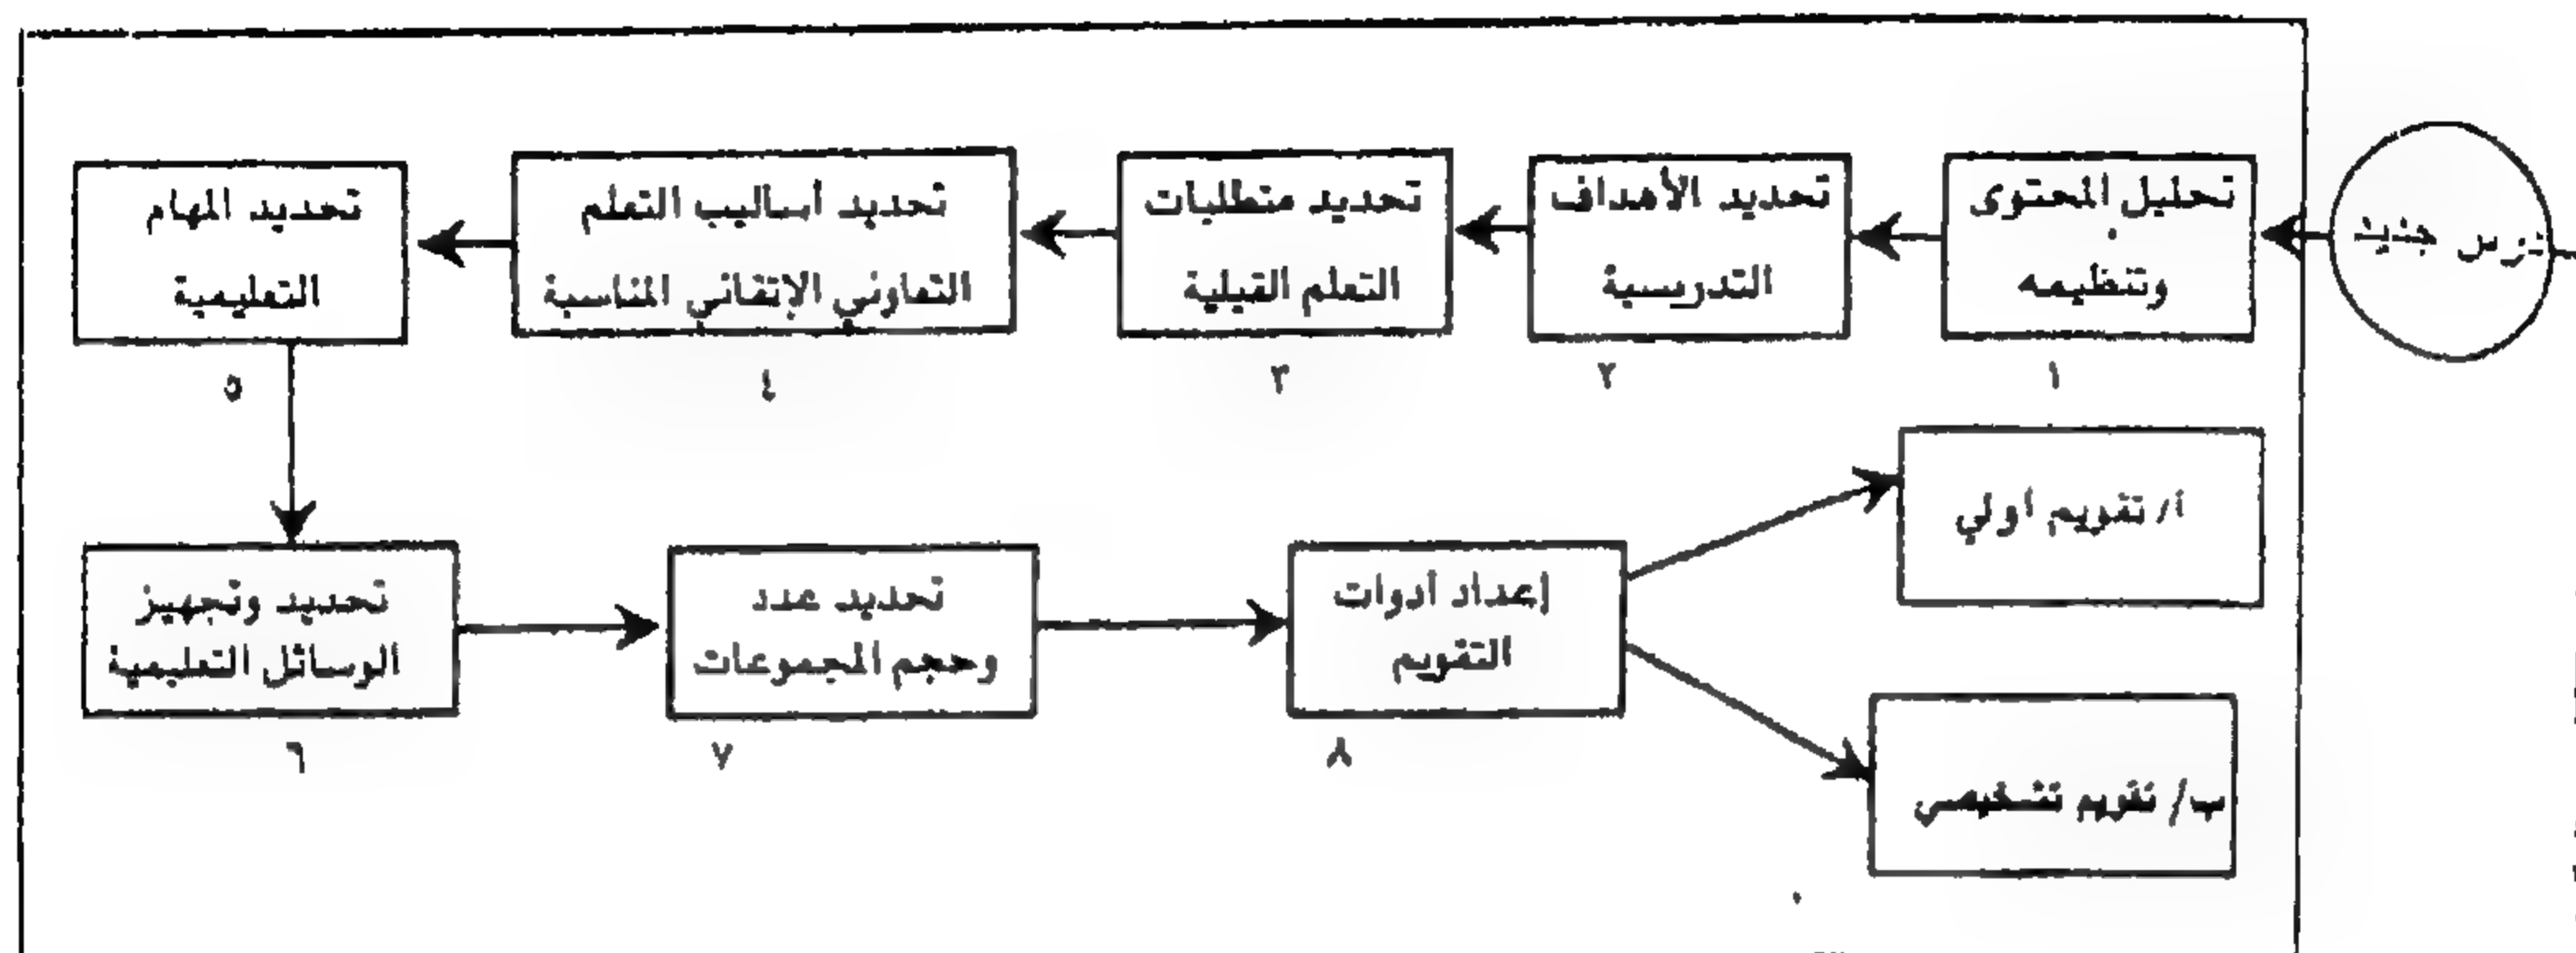 درس جديد
تحليل المحتوى
وتنظيمه
١
تحديد الأهداف
التدريسية
٢
تحديد متطلبات
التعلم القبلية
٣
تحديد أساليب التعلم
التعاوني الإتقاني المناسبة
٤
تحديد المهام
التعليمية
٥
تحديد وتجهيز
الوسائل التعليمية
٦
تحديد عدد
وحجم المجموعات
٧
إعداد أدوات
التقويم
٨
أ/ تقويم أولي
ب/ تقويم تشخيصي